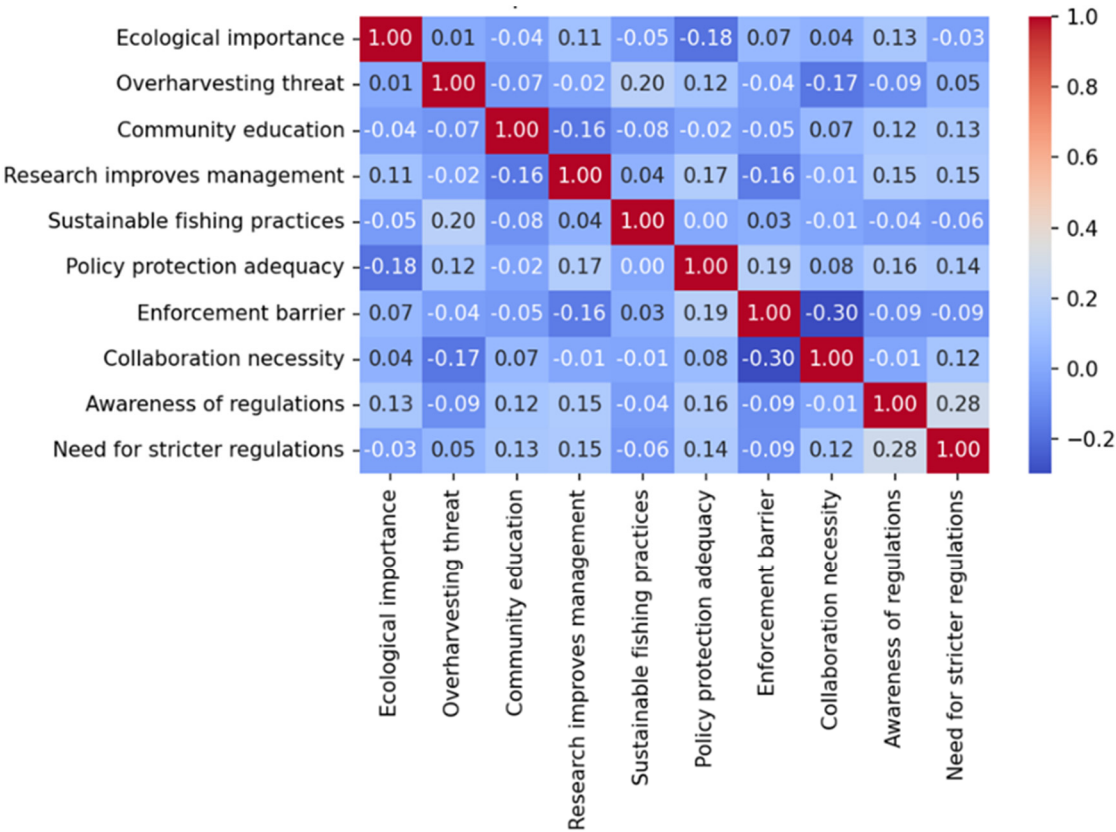 Ecological importance 1.00 0.01 -0.04 0.11 -0.05 -0.18 0.07 0.04 0.13 -0.03
Overharvesting threat 0.01 1.00 -0.07 -0.02 0.20 0.12 -0.04 -0.17 -0.09 0.05
Community education -0.04 -0.07 1.00 -0.16 -0.08 -0.02 -0.05 0.07 0.12 0.13
Research improves management 0.11 -0.02 -0.16 1.00 0.04 0.17 -0.16 -0.01 0.15 0.15
Sustainable fishing practices -0.05 0.20 -0.08 0.04 1.00 0.00 0.03 -0.01 -0.04 -0.06
Policy protection adequacy -0.18 0.12 -0.02 0.17 0.00 1.00 0.19 0.08 0.16 0.14
Enforcement barrier 0.07 -0.04 -0.05 -0.16 0.03 0.19 1.00 -0.30 -0.09 -0.09
Collaboration necessity 0.04 -0.17 0.07 -0.01 -0.01 0.08 -0.30 1.00 -0.01 0.12
Awareness of regulations 0.13 -0.09 0.12 0.15 -0.04 0.16 -0.09 -0.01 1.00 0.28
Need for stricter regulations -0.03 0.05 0.13 0.15 -0.06 0.14 -0.09 0.12 0.28 1.00
Ecological importance
Overharvesting threat
Community education
Research improves management
Sustainable fishing practices
Policy protection adequacy
Enforcement barrier
Collaboration necessity
Awareness of regulations
Need for stricter regulations
1.0
0.8
0.6
0.4
0.2
0.0
−0.2